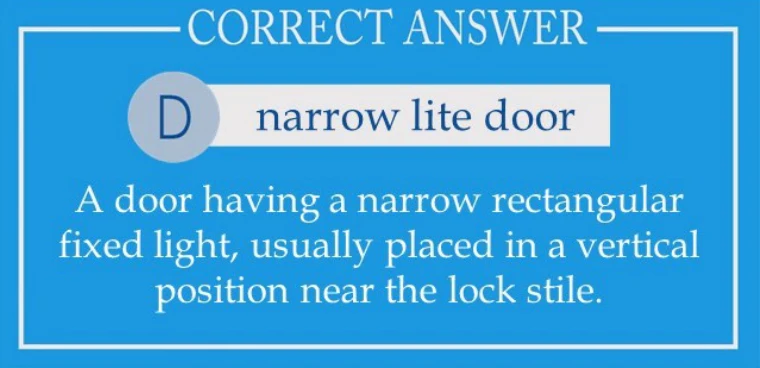 CORRECT ANSWER
D narrow lite door
A door having a narrow rectangular
fixed light, usually placed in a vertical
position near the lock stile.